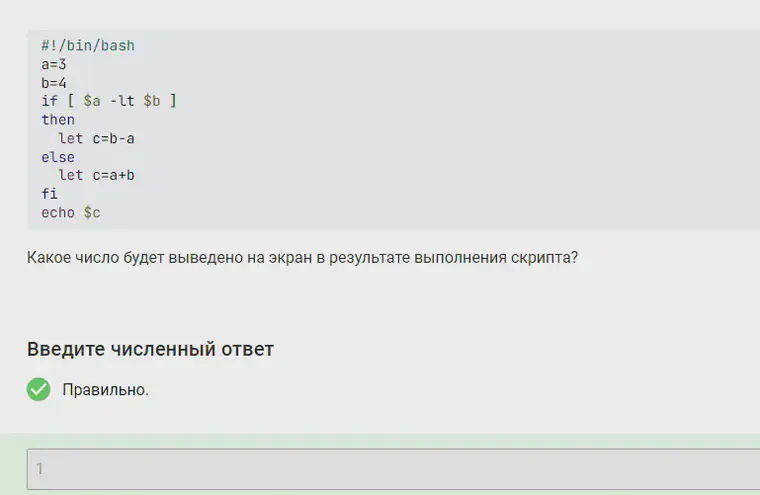 #!/bin/bash
a=3
b=4
if [ $a -lt $b ]
then
  let c=b-a
else
  let c=a+b
fi
echo $c
Какое число будет выведено на экран в результате выполнения скрипта?
Введите численный ответ
Правильно.
1